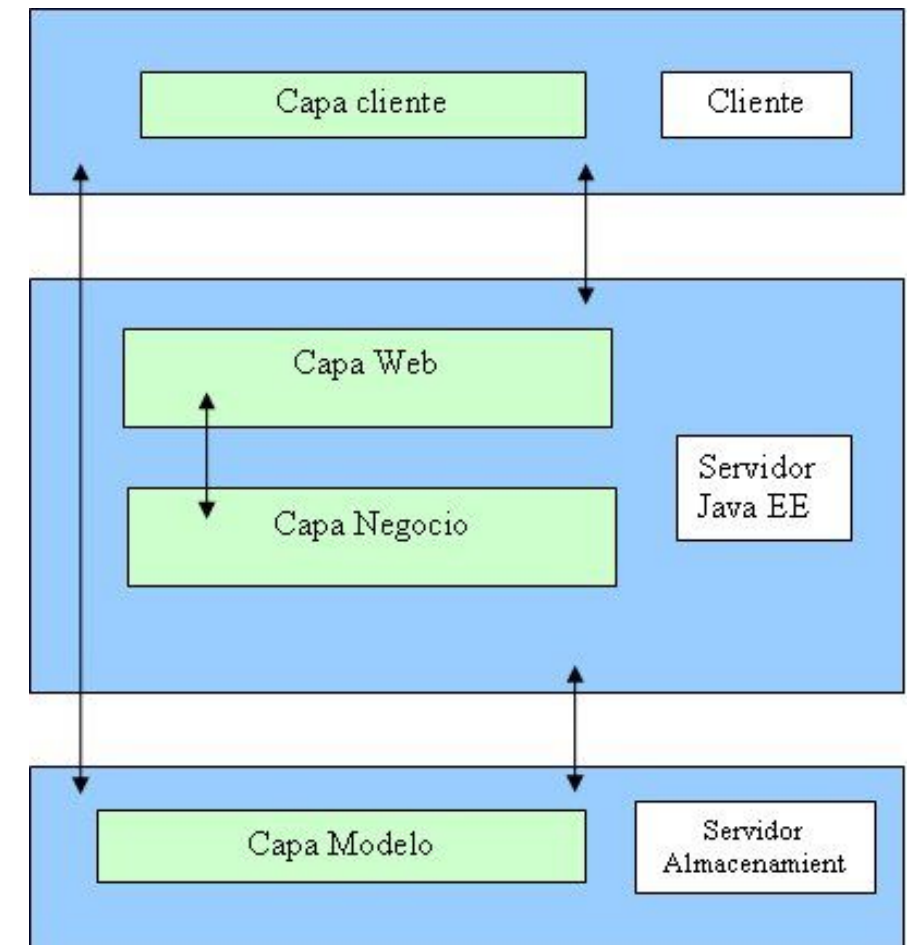 Capa cliente
Cliente
Capa Web
Capa Negocio
Servidor
Java EE
Capa Modelo
Servidor
Almacenamient